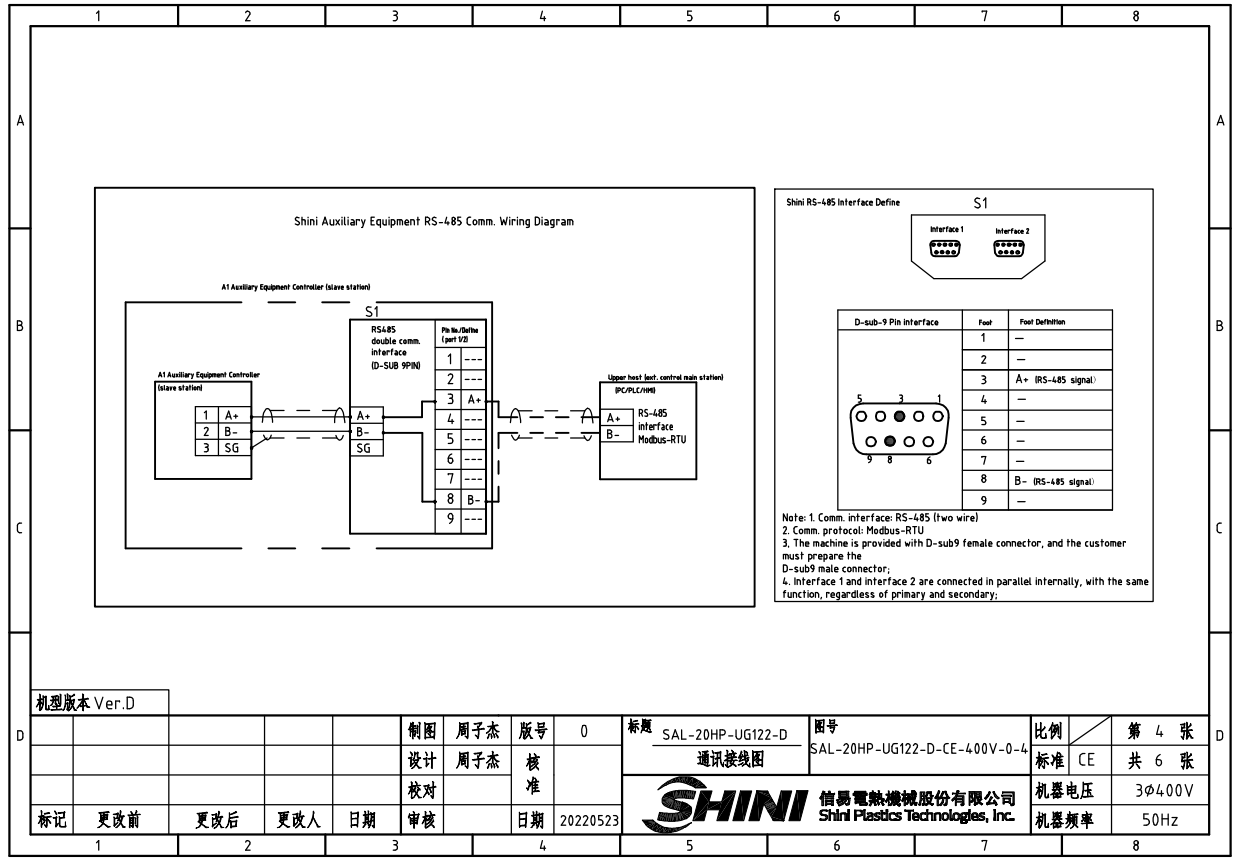 1 2 3 4 5 6 7 8
A A
B B
C C
D D
Shini Auxiliary Equipment RS-485 Comm. Wiring Diagram
A1 Auxiliary Equipment Controller (slave station)
S1
RS485
double comm.
interface
(D-SUB 9PIN)
Pin No./Define
(port 1/2)
1 ---
2 ---
3 A+
4 ---
5 ---
6 ---
7 ---
8 B-
9 ---
A1 Auxiliary Equipment Controller
(slave station)
1 A+
2 B-
3 SG
A+
B-
SG
Upper host (ext. control main station)
(PC/PLC/HMI)
A+
B-
RS-485
interface
Modbus-RTU
Shini RS-485 Interface Define
S1
Interface 1 Interface 2
D-sub-9 Pin interface Foot Foot Definition
1 —
2 —
3 A+ (RS-485 signal)
4 —
5 —
6 —
7 —
8 B- (RS-485 signal)
9 —
5 3 1
9 8 6
Note: 1. Comm. interface: RS-485 (two wire)
2. Comm. protocol: Modbus-RTU
3, The machine is provided with D-sub9 female connector, and the customer
must prepare the
D-sub9 male connector;
4. Interface 1 and interface 2 are connected in parallel internally, with the same
function, regardless of primary and secondary;
机型版本 Ver.D
制图 周子杰 版号 0
设计 周子杰 核准
校对
标记 更改前 更改后 更改人 日期 审核 日期 20220523
标题 SAL-20HP-UG122-D
通讯接线图
图号
SAL-20HP-UG122-D-CE-400V-0-4
比例 第 4 张
标准 CE 共 6 张
机器电压 3Φ400V
机器频率 50Hz
SHINI
信易電熱機械股份有限公司
Shini Plastics Technologies, Inc.
1 2 3 4 5 6 7 8